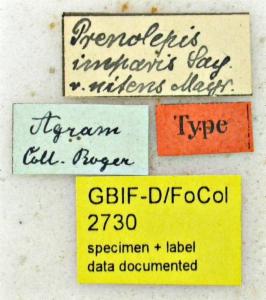 Prenolepis
imparis Say.
v. nitens Mayr.
Agram
Coll. Roger
Type
GBIF-D/FoCol
2730
specimen + label
data documented